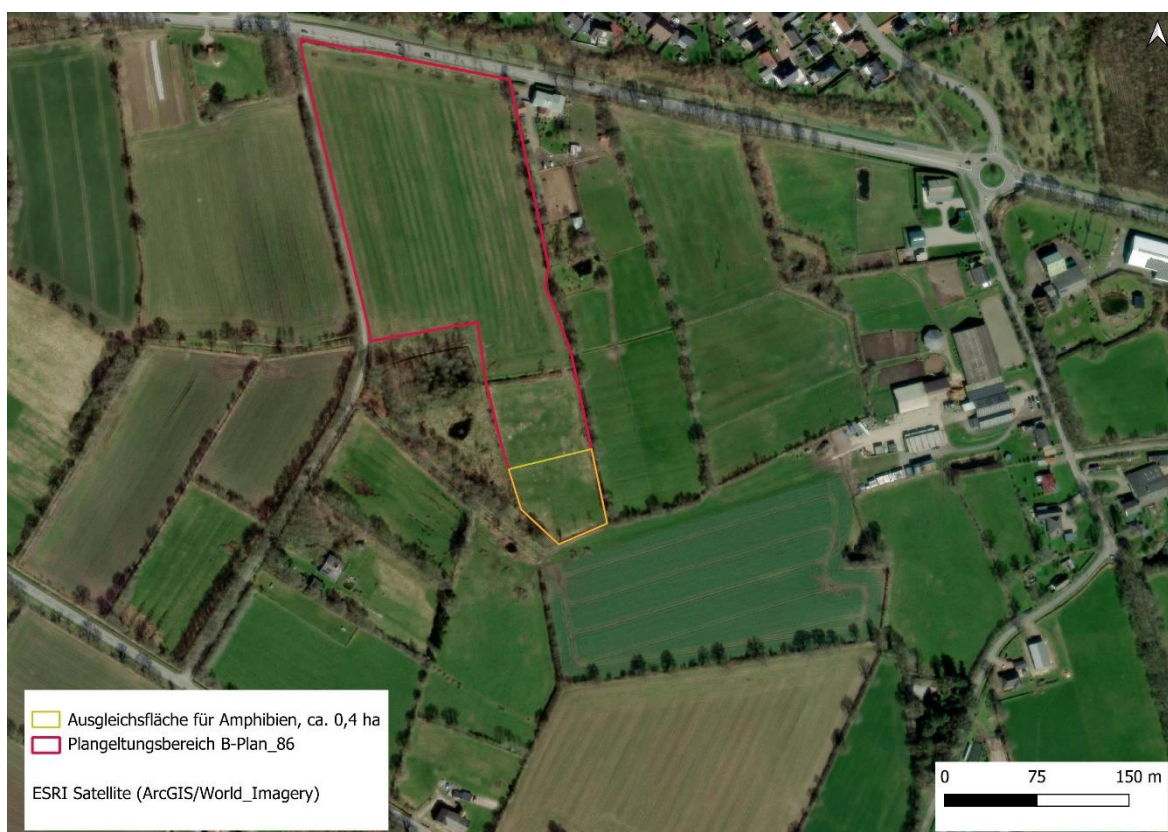 Ausgleichsfläche für Amphibien, ca. 0,4 ha
Plangeltungsbereich B-Plan_86
ESRI Satellite (ArcGIS/World_Imagery)
0 75 150 m